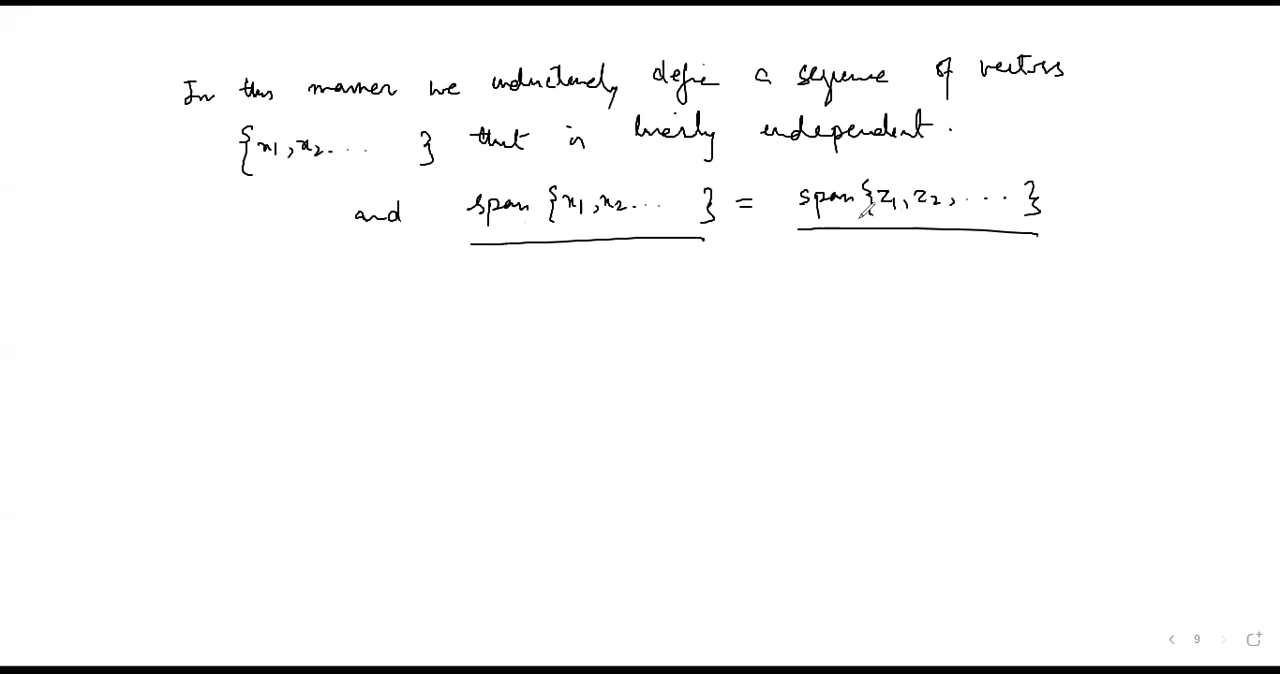 In this manner we inductively define a sequence of vectors
{x1, x2 ... } that is linearly independent.
and span {x1, x2 ... } = span {z1, z2, ... }
9